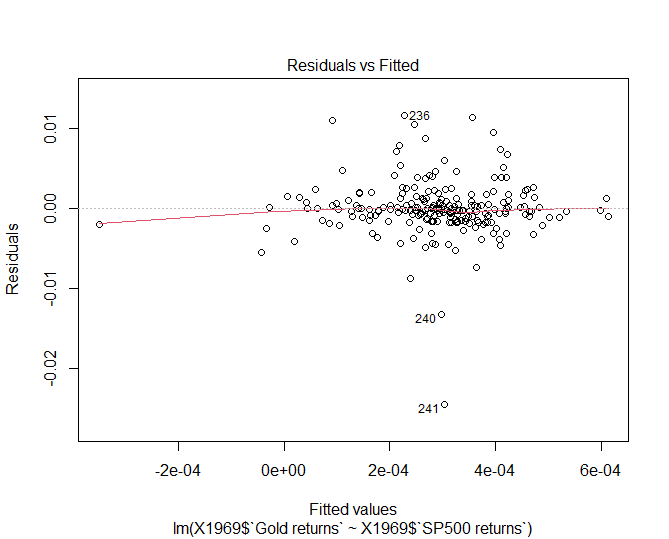 Residuals vs Fitted
236
240
241
Residuals
0.01
0.00
-0.01
-0.02
-2e-04 0e+00 2e-04 4e-04 6e-04
Fitted values
lm(X1969$`Gold returns` ~ X1969$`SP500 returns`)